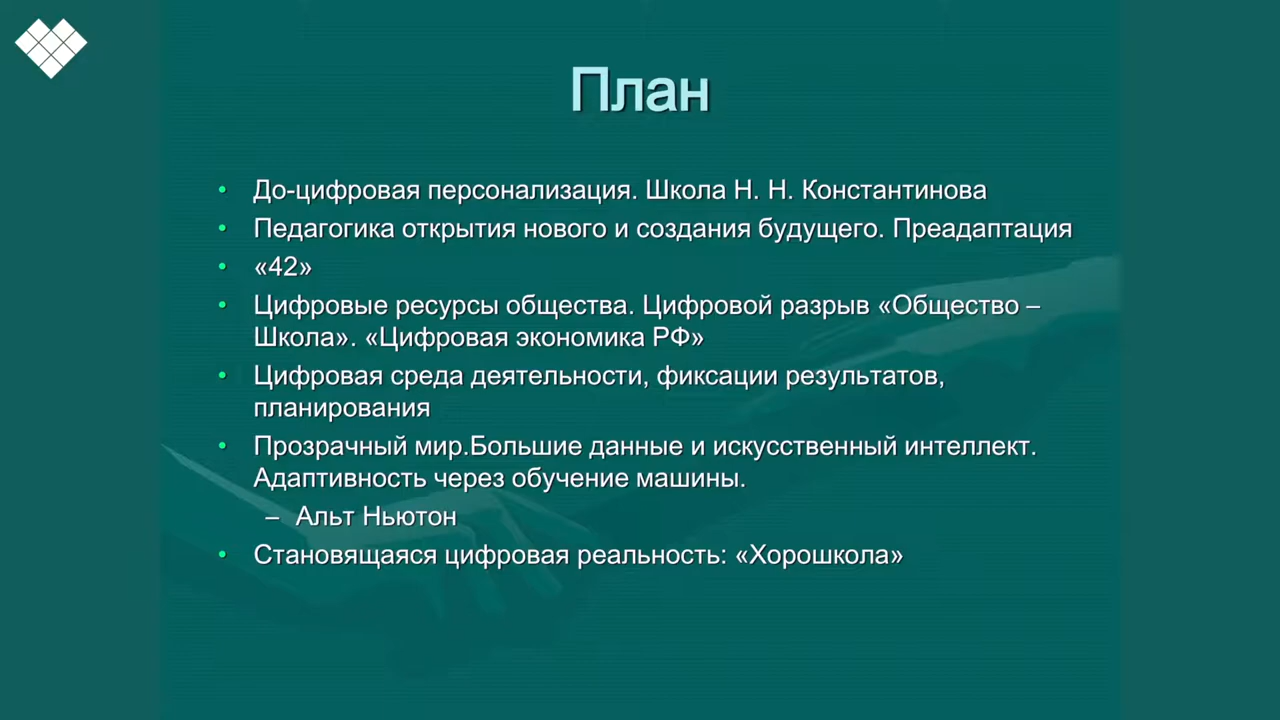 План
• До-цифровая персонализация. Школа Н. Н. Константинова
• Педагогика открытия нового и создания будущего. Преадаптация
• «42»
• Цифровые ресурсы общества. Цифровой разрыв «Общество –
Школа». «Цифровая экономика РФ»
• Цифровая среда деятельности, фиксации результатов,
планирования
• Прозрачный мир.Большие данные и искусственный интеллект.
Адаптивность через обучение машины.
– Альт Ньютон
• Становящаяся цифровая реальность: «Хорошкола»